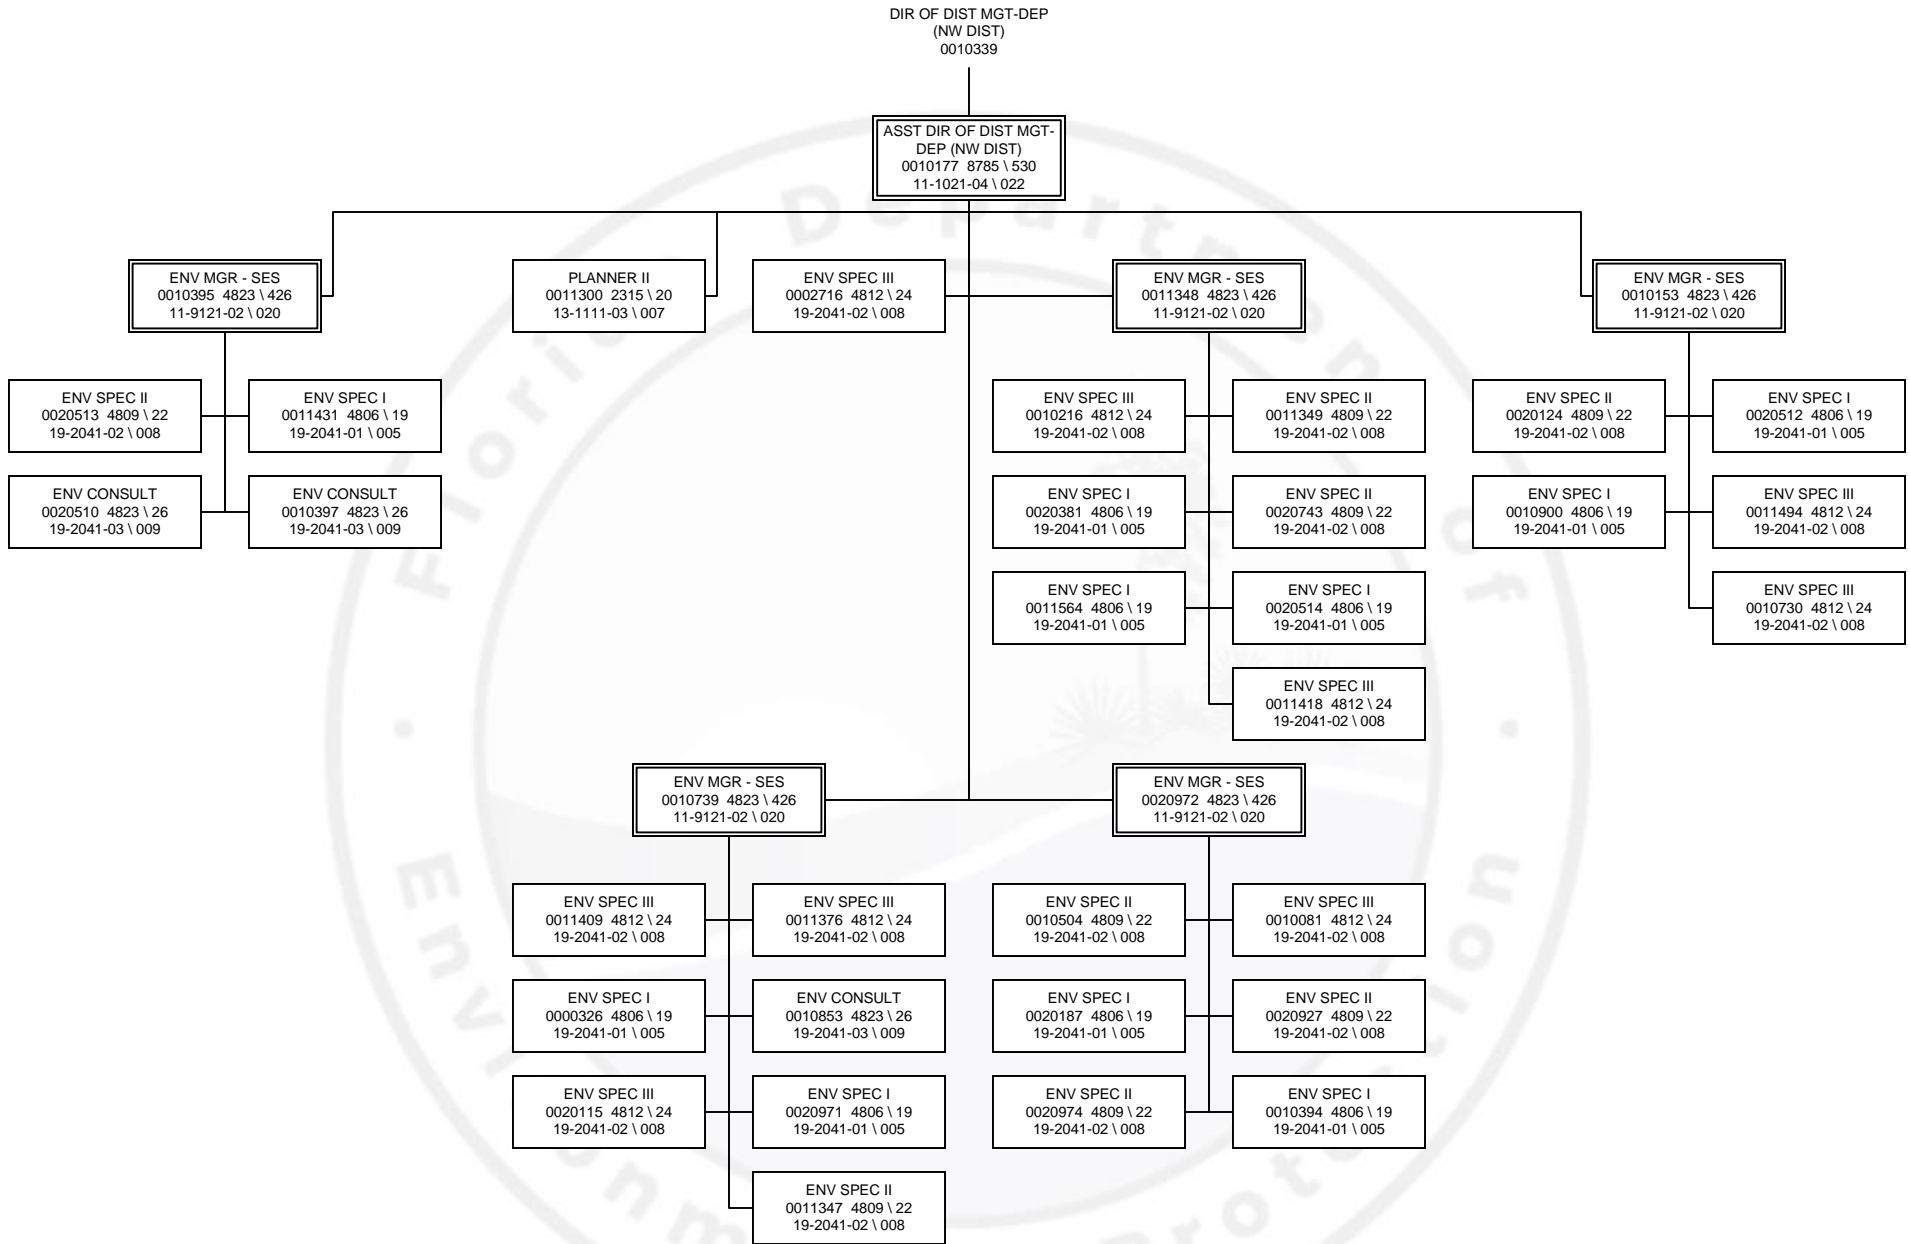 DIR OF DIST MGT-DEP
(NW DIST)
0010339
ASST DIR OF DIST MGT-
DEP (NW DIST)
0010177 8785 \ 530
11-1021-04 \ 022
ENV MGR - SES
0010395 4823 \ 426
11-9121-02 \ 020
PLANNER II
0011300 2315 \ 20
13-1111-03 \ 007
ENV SPEC III
0002716 4812 \ 24
19-2041-02 \ 008
ENV MGR - SES
0011348 4823 \ 426
11-9121-02 \ 020
ENV MGR - SES
0010153 4823 \ 426
11-9121-02 \ 020
ENV SPEC II
0020513 4809 \ 22
19-2041-02 \ 008
ENV SPEC I
0011431 4806 \ 19
19-2041-01 \ 005
ENV SPEC III
0010216 4812 \ 24
19-2041-02 \ 008
ENV SPEC II
0011349 4809 \ 22
19-2041-02 \ 008
ENV SPEC II
0020124 4809 \ 22
19-2041-02 \ 008
ENV SPEC I
0020512 4806 \ 19
19-2041-01 \ 005
ENV CONSULT
0020510 4823 \ 26
19-2041-03 \ 009
ENV CONSULT
0010397 4823 \ 26
19-2041-03 \ 009
ENV SPEC I
0020381 4806 \ 19
19-2041-01 \ 005
ENV SPEC II
0020743 4809 \ 22
19-2041-02 \ 008
ENV SPEC I
0010900 4806 \ 19
19-2041-01 \ 005
ENV SPEC III
0011494 4812 \ 24
19-2041-02 \ 008
ENV SPEC I
0011564 4806 \ 19
19-2041-01 \ 005
ENV SPEC I
0020514 4806 \ 19
19-2041-01 \ 005
ENV SPEC III
0010730 4812 \ 24
19-2041-02 \ 008
ENV SPEC III
0011418 4812 \ 24
19-2041-02 \ 008
ENV MGR - SES
0010739 4823 \ 426
11-9121-02 \ 020
ENV MGR - SES
0020972 4823 \ 426
11-9121-02 \ 020
ENV SPEC III
0011409 4812 \ 24
19-2041-02 \ 008
ENV SPEC III
0011376 4812 \ 24
19-2041-02 \ 008
ENV SPEC II
0010504 4809 \ 22
19-2041-02 \ 008
ENV SPEC III
0010081 4812 \ 24
19-2041-02 \ 008
ENV SPEC I
0000326 4806 \ 19
19-2041-01 \ 005
ENV CONSULT
0010853 4823 \ 26
19-2041-03 \ 009
ENV SPEC I
0020187 4806 \ 19
19-2041-01 \ 005
ENV SPEC II
0020927 4809 \ 22
19-2041-02 \ 008
ENV SPEC III
0020115 4812 \ 24
19-2041-02 \ 008
ENV SPEC I
0020971 4806 \ 19
19-2041-01 \ 005
ENV SPEC II
0020974 4809 \ 22
19-2041-02 \ 008
ENV SPEC I
0010394 4806 \ 19
19-2041-01 \ 005
ENV SPEC II
0011347 4809 \ 22
19-2041-02 \ 008
Department of